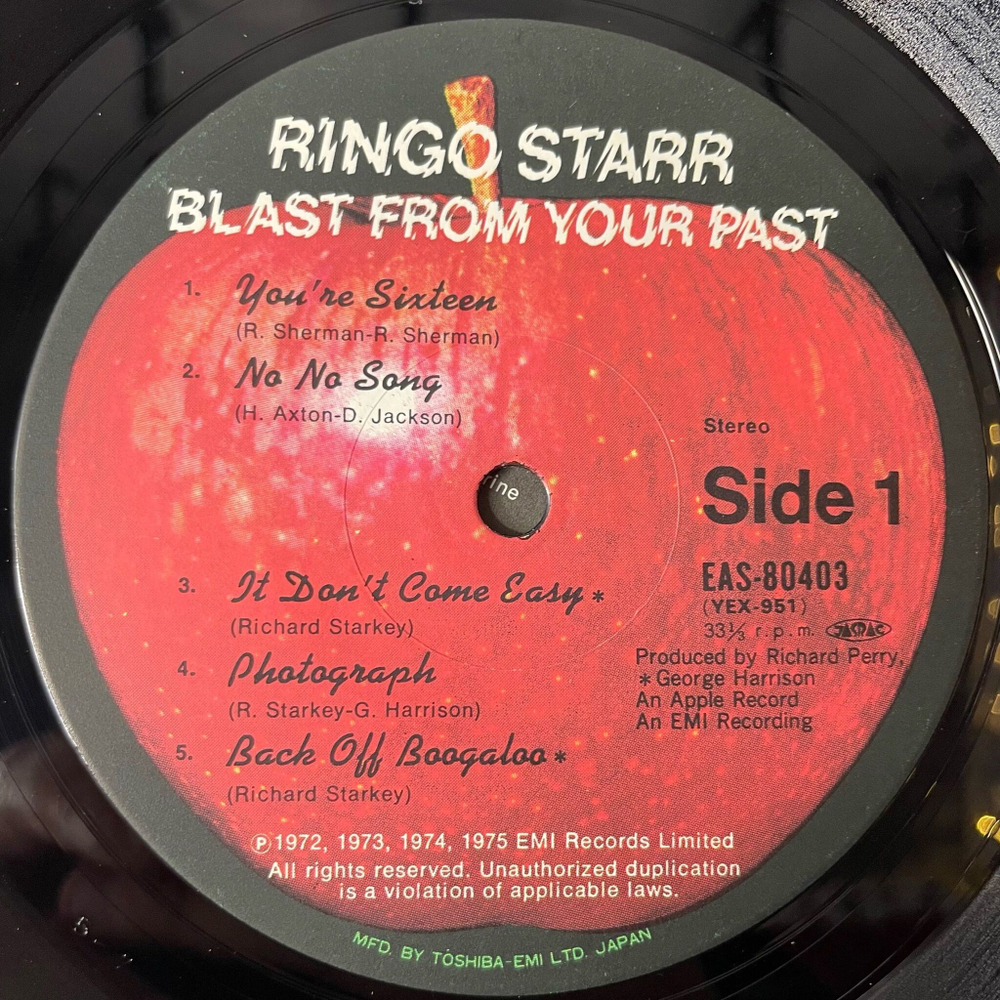 RINGO STARR
BLAST FROM YOUR PAST
1. You're Sixteen
(R. Sherman-R. Sherman)
2. No No Song
(H. Axton-D. Jackson)
Stereo
Side 1
rine
3. It Don't Come Easy *
(Richard Starkey)
4. Photograph
(R. Starkey-G. Harrison)
5. Back Off Boogaloo *
(Richard Starkey)
EAS-80403
(YEX-951)
33⅓ r.p.m. JASRAC
Produced by Richard Perry,
* George Harrison
An Apple Record
An EMI Recording
℗ 1972, 1973, 1974, 1975 EMI Records Limited
All rights reserved. Unauthorized duplication
is a violation of applicable laws.
MFD. BY TOSHIBA-EMI LTD. JAPAN